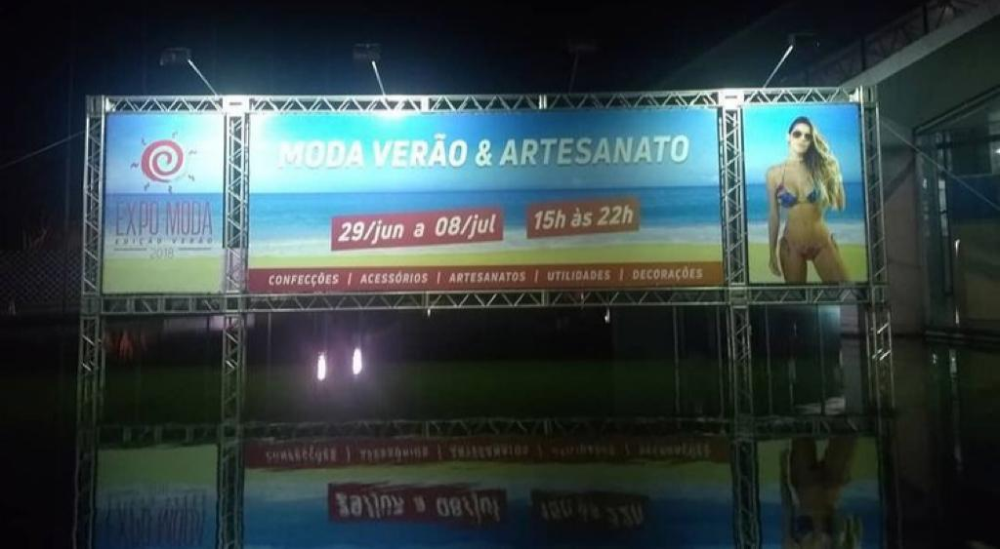 EXPO MODA
EDIÇÃO VERÃO
2018
MODA VERÃO & ARTESANATO
29/jun a 08/jul
15h às 22h
CONFECÇÕES | ACESSÓRIOS | ARTESANATOS | UTILIDADES | DECORAÇÕES